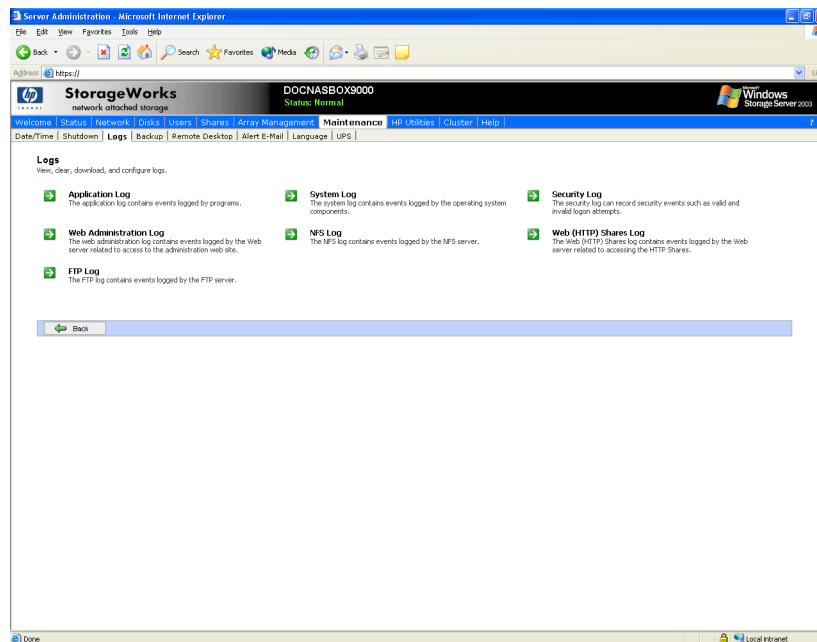 Server Administration - Microsoft Internet Explorer
File Edit View Favorites Tools Help
Back Search Favorites Media
Address https://
hp
invent
StorageWorks
network attached storage
DOCNASBOX9000
Status: Normal
Microsoft
Windows
Storage Server 2003
Welcome Status Network Disks Users Shares Array Management Maintenance HP Utilities Cluster Help ?
Date/Time Shutdown Logs Backup Remote Desktop Alert E-Mail Language UPS
Logs
View, clear, download, and configure logs.
Application Log
The application log contains events logged by programs.
System Log
The system log contains events logged by the operating system
components.
Security Log
The security log can record security events such as valid and
invalid logon attempts.
Web Administration Log
The web administration log contains events logged by the Web
server related to access to the administration web site.
NFS Log
The NFS log contains events logged by the NFS server.
Web (HTTP) Shares Log
The Web (HTTP) Shares log contains events logged by the Web
server related to accessing the HTTP Shares.
FTP Log
The FTP log contains events logged by the FTP server.
Back
Done
Local intranet